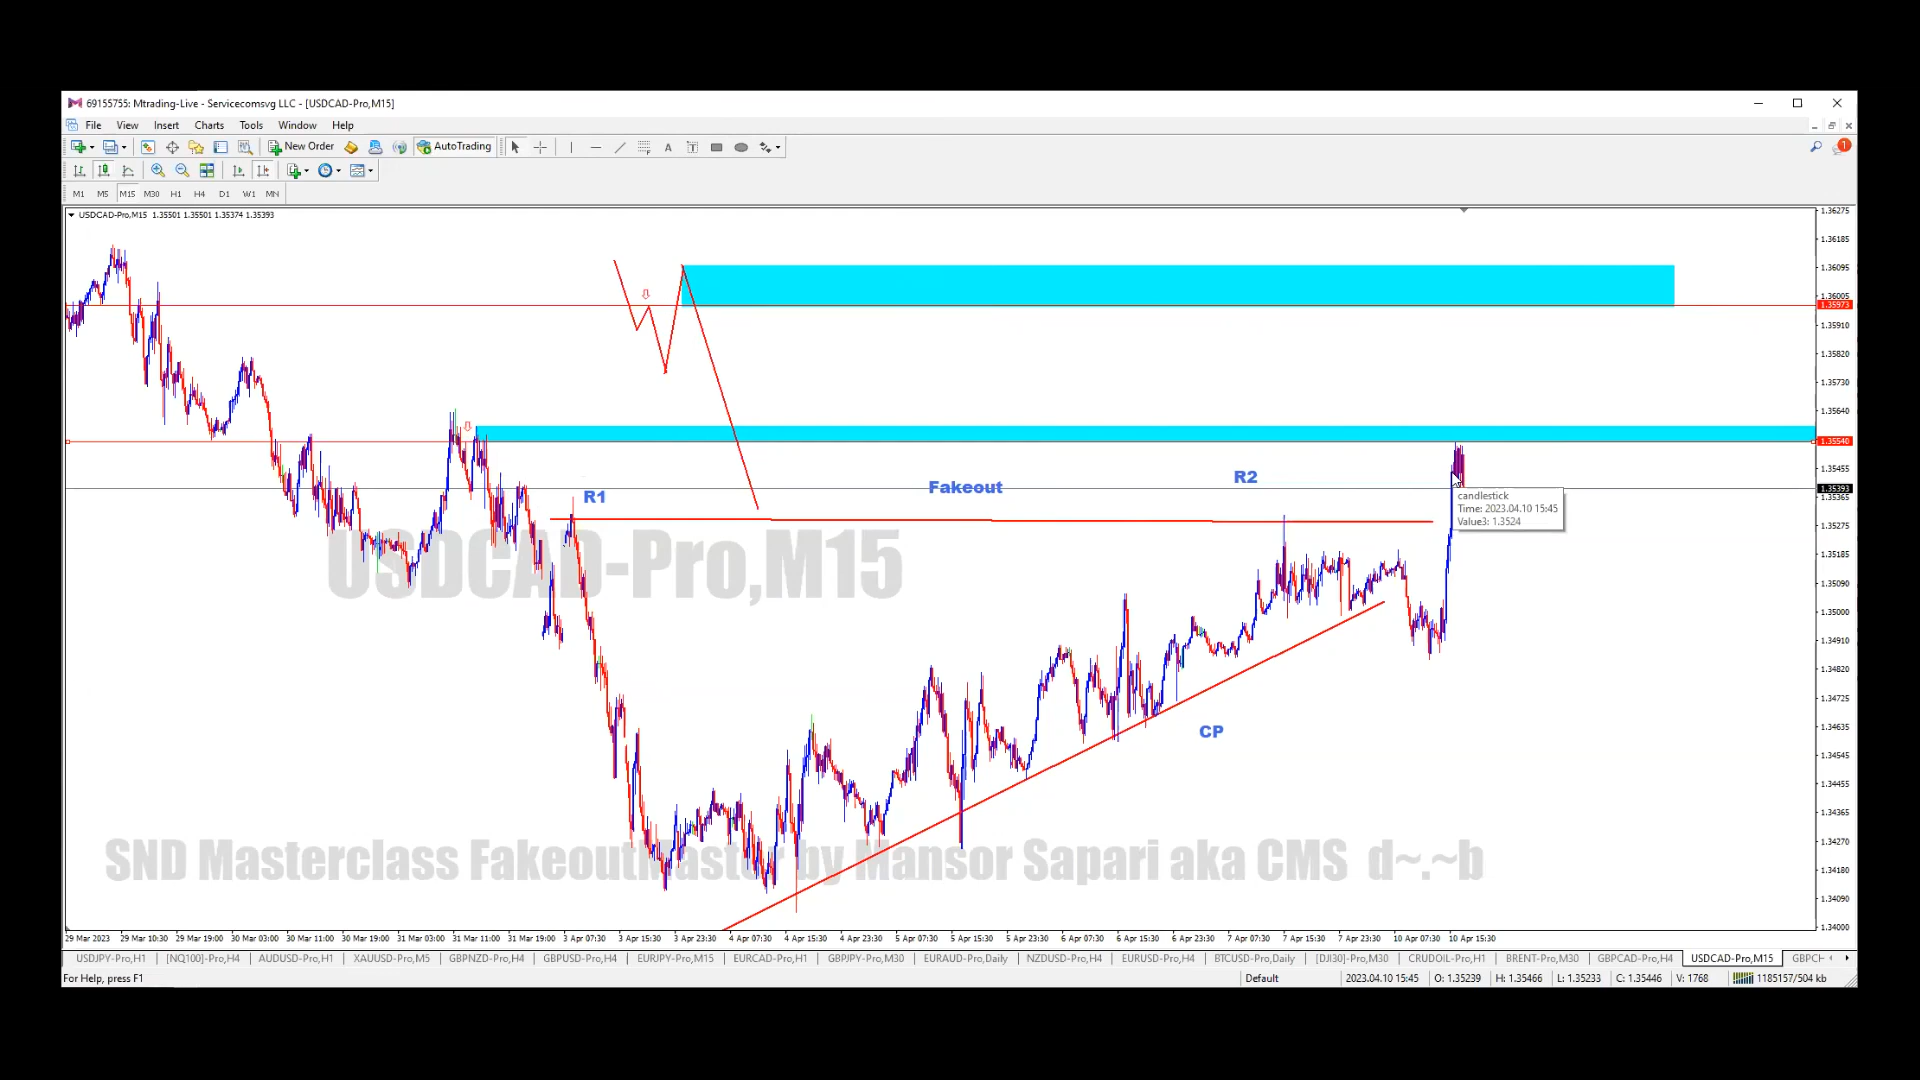 69155755: Mtrading-Live - Servicecomsvg LLC - [USDCAD-Pro,M15]
File View Insert Charts Tools Window Help
New Order AutoTrading A T 1
M1 M5 M15 M30 H1 H4 D1 W1 MN
USDCAD-Pro,M15 1.35501 1.35501 1.35374 1.35393
1.36275
1.36185
1.36095
1.36005
1.35973
1.35910
1.35820
1.35730
1.35640
1.35540
1.35455
1.35393
1.35365
1.35275
1.35185
1.35090
1.35000
1.34910
1.34820
1.34725
1.34635
1.34545
1.34455
1.34365
1.34270
1.34180
1.34090
1.34000
R1
Fakeout
R2
candlestick
Time: 2023.04.10 15:45
Value3: 1.3524
USDCAD-Pro,M15
CP
SND Masterclass FakeoutMaster by Mansor Sapari aka CMS d~.~b
29 Mar 2023 29 Mar 10:30 29 Mar 19:00 30 Mar 03:00 30 Mar 11:00 30 Mar 19:00 31 Mar 03:00 31 Mar 11:00 31 Mar 19:00 3 Apr 07:30 3 Apr 15:30 3 Apr 23:30 4 Apr 07:30 4 Apr 15:30 4 Apr 23:30 5 Apr 07:30 5 Apr 15:30 5 Apr 23:30 6 Apr 07:30 6 Apr 15:30 6 Apr 23:30 7 Apr 07:30 7 Apr 15:30 7 Apr 23:30 10 Apr 07:30 10 Apr 15:30
USDJPY-Pro,H1 [NQ100]-Pro,H4 AUDUSD-Pro,H1 XAUUSD-Pro,M5 GBPNZD-Pro,H4 GBPUSD-Pro,H4 EURJPY-Pro,M15 EURCAD-Pro,H1 GBPJPY-Pro,M30 EURAUD-Pro,Daily NZDUSD-Pro,H4 EURUSD-Pro,H4 BTCUSD-Pro,Daily [DJI30]-Pro,M30 CRUDOIL-Pro,H1 BRENT-Pro,M30 GBPCAD-Pro,H4 USDCAD-Pro,M15 GBPCH
For Help, press F1 Default 2023.04.10 15:45 O: 1.35239 H: 1.35466 L: 1.35233 C: 1.35446 V: 1768 1185157/504 kb